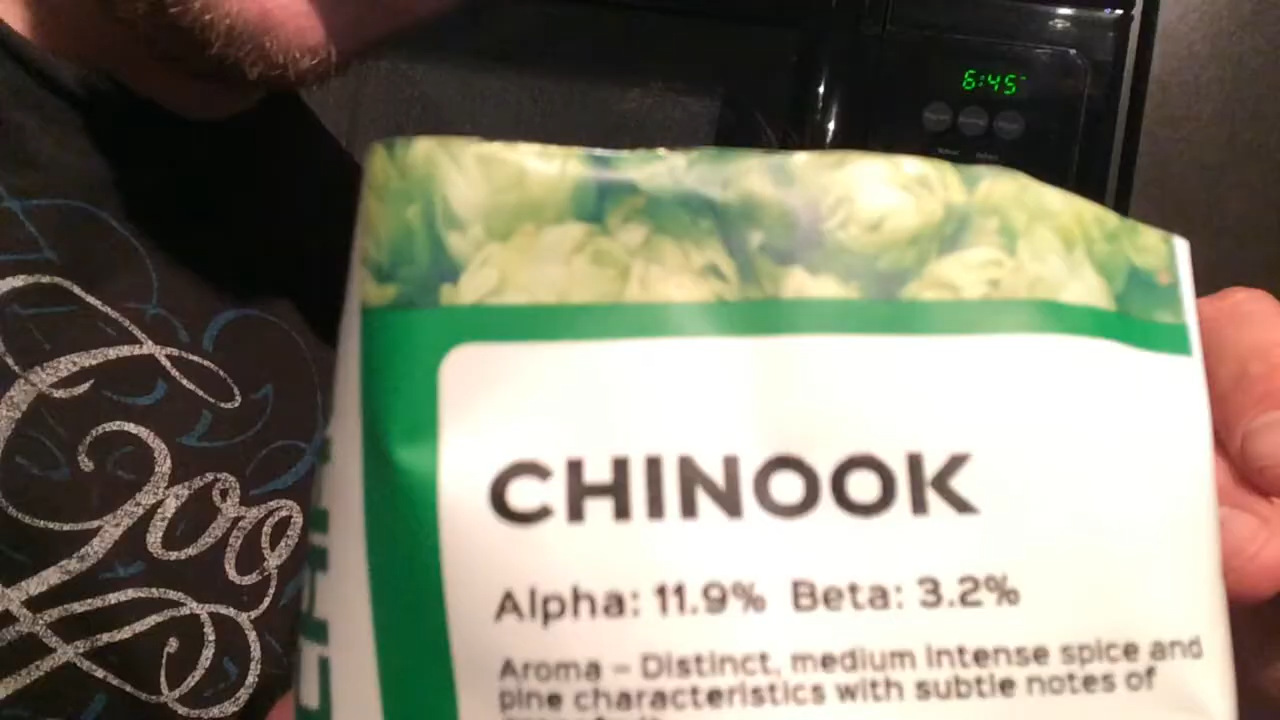 6:45
CHINOOK
Alpha: 11.9% Beta: 3.2%
Aroma – Distinct, medium intense spice and
pine characteristics with subtle notes of
Goo